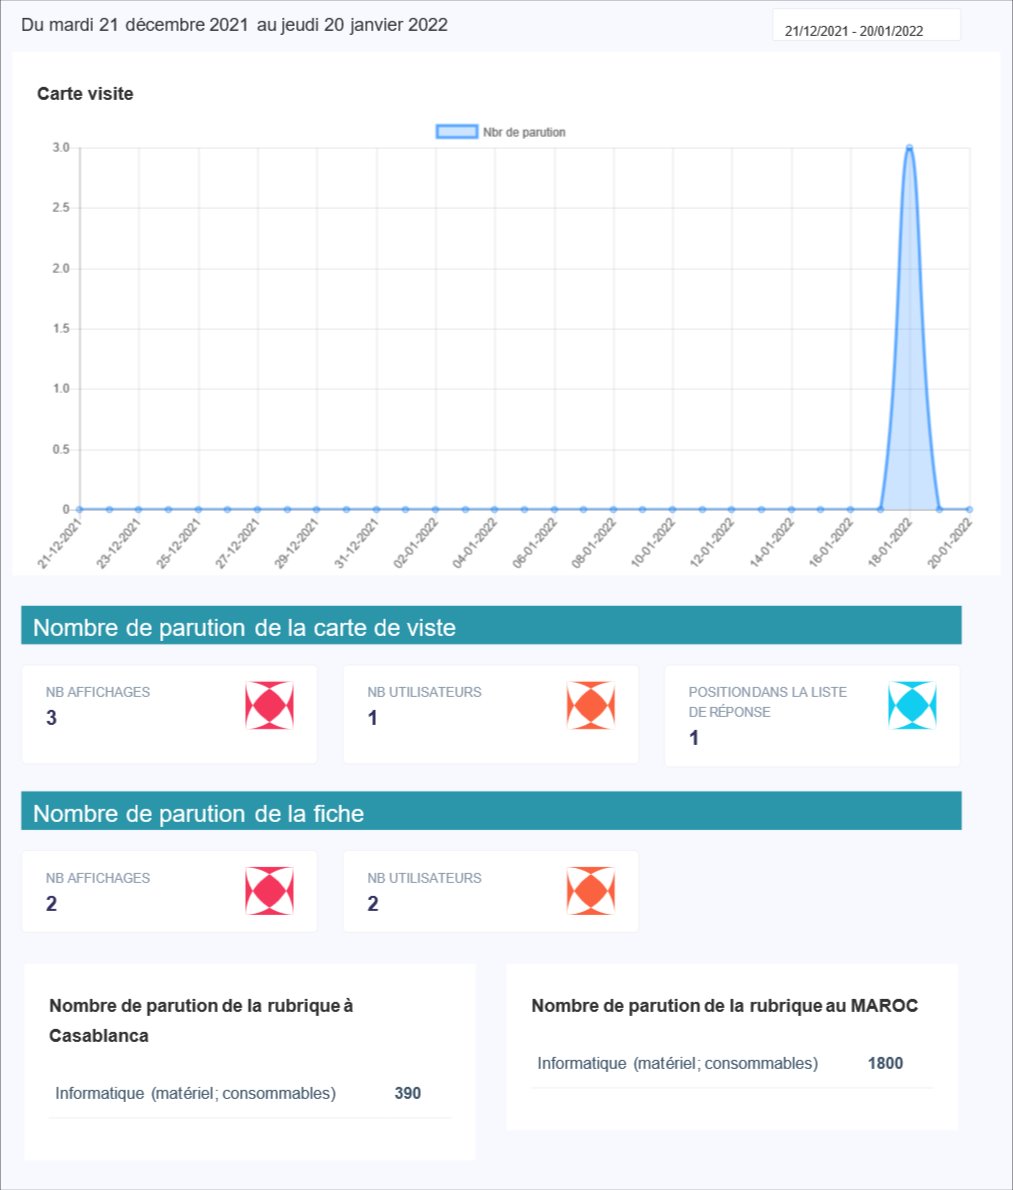 Du mardi 21 décembre 2021 au jeudi 20 janvier 2022
21/12/2021 - 20/01/2022
Carte visite
Nbr de parution
3.0
2.5
2.0
1.5
1.0
0.5
0
21-12-2021
23-12-2021
25-12-2021
27-12-2021
29-12-2021
31-12-2021
02-01-2022
04-01-2022
06-01-2022
08-01-2022
10-01-2022
12-01-2022
14-01-2022
16-01-2022
18-01-2022
20-01-2022
Nombre de parution de la carte de viste
NB AFFICHAGES
3
NB UTILISATEURS
1
POSITION DANS LA LISTE
DE RÉPONSE
1
Nombre de parution de la fiche
NB AFFICHAGES
2
NB UTILISATEURS
2
Nombre de parution de la rubrique à
Casablanca
Informatique (matériel; consommables) 390
Nombre de parution de la rubrique au MAROC
Informatique (matériel; consommables) 1800